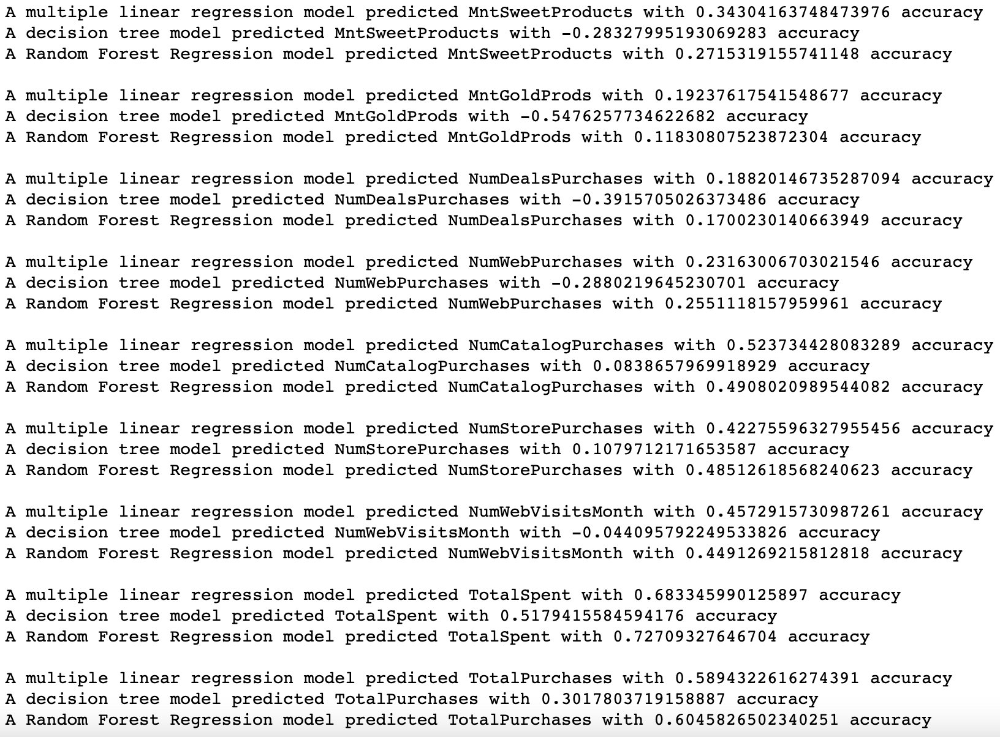 A multiple linear regression model predicted MntSweetProducts with 0.34304163748473976 accuracy
A decision tree model predicted MntSweetProducts with -0.28327995193069283 accuracy
A Random Forest Regression model predicted MntSweetProducts with 0.2715319155741148 accuracy
A multiple linear regression model predicted MntGoldProds with 0.19237617541548677 accuracy
A decision tree model predicted MntGoldProds with -0.5476257734622682 accuracy
A Random Forest Regression model predicted MntGoldProds with 0.11830807523872304 accuracy
A multiple linear regression model predicted NumDealsPurchases with 0.18820146735287094 accuracy
A decision tree model predicted NumDealsPurchases with -0.3915705026373486 accuracy
A Random Forest Regression model predicted NumDealsPurchases with 0.1700230140663949 accuracy
A multiple linear regression model predicted NumWebPurchases with 0.23163006703021546 accuracy
A decision tree model predicted NumWebPurchases with -0.2880219645230701 accuracy
A Random Forest Regression model predicted NumWebPurchases with 0.2551118157959961 accuracy
A multiple linear regression model predicted NumCatalogPurchases with 0.523734428083289 accuracy
A decision tree model predicted NumCatalogPurchases with 0.0838657969918929 accuracy
A Random Forest Regression model predicted NumCatalogPurchases with 0.4908020989544082 accuracy
A multiple linear regression model predicted NumStorePurchases with 0.42275596327955456 accuracy
A decision tree model predicted NumStorePurchases with 0.1079712171653587 accuracy
A Random Forest Regression model predicted NumStorePurchases with 0.48512618568240623 accuracy
A multiple linear regression model predicted NumWebVisitsMonth with 0.4572915730987261 accuracy
A decision tree model predicted NumWebVisitsMonth with -0.044095792249533826 accuracy
A Random Forest Regression model predicted NumWebVisitsMonth with 0.4491269215812818 accuracy
A multiple linear regression model predicted TotalSpent with 0.683345990125897 accuracy
A decision tree model predicted TotalSpent with 0.5179415584594176 accuracy
A Random Forest Regression model predicted TotalSpent with 0.72709327646704 accuracy
A multiple linear regression model predicted TotalPurchases with 0.5894322616274391 accuracy
A decision tree model predicted TotalPurchases with 0.3017803719158887 accuracy
A Random Forest Regression model predicted TotalPurchases with 0.6045826502340251 accuracy